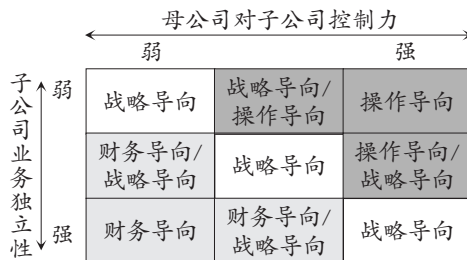 母公司对子公司控制力
弱 强
子公司业务独立性
弱
战略导向
战略导向/
操作导向
操作导向
财务导向/
战略导向
战略导向
操作导向/
战略导向
强
财务导向
财务导向/
战略导向
战略导向